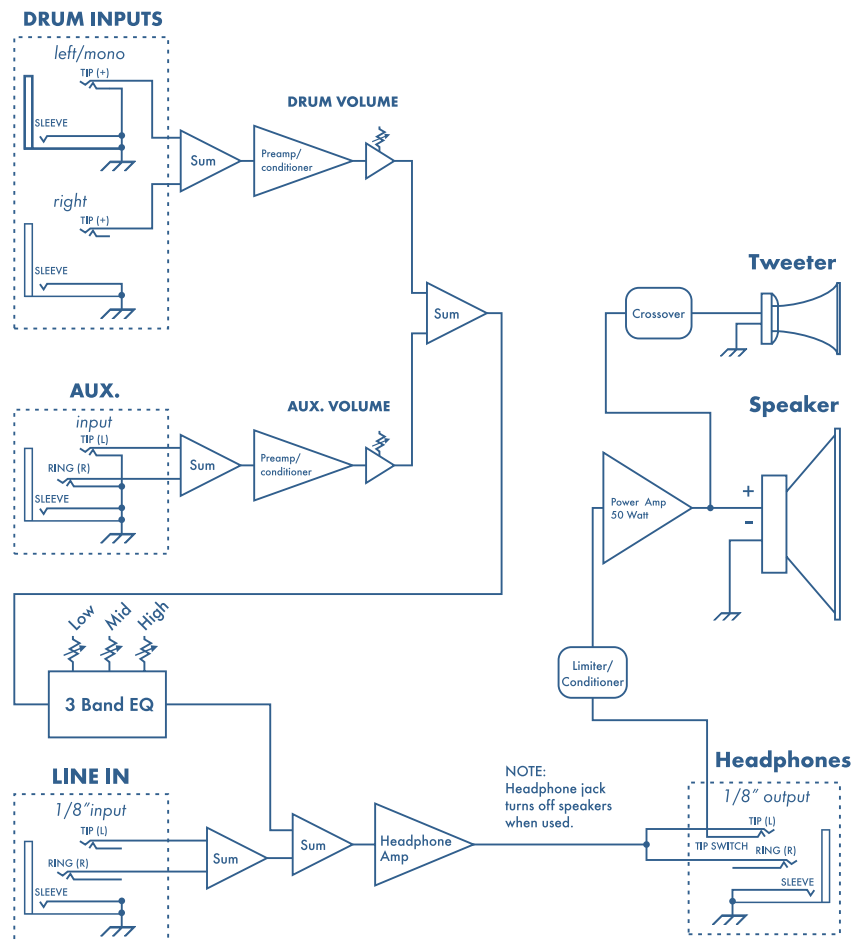 DRUM INPUTS
left/mono
TIP (+)
SLEEVE
Sum
Preamp/
conditioner
DRUM VOLUME
right
TIP (+)
SLEEVE
Sum
AUX.
input
TIP (L)
RING (R)
SLEEVE
Sum
Preamp/
conditioner
AUX. VOLUME
Tweeter
Crossover
Speaker
Power Amp
50 Watt
+
-
Limiter/
Conditioner
Low
Mid
High
3 Band EQ
LINE IN
1/8"input
TIP (L)
RING (R)
SLEEVE
Sum
Sum
Headphone
Amp
NOTE:
Headphone jack
turns off speakers
when used.
Headphones
1/8" output
TIP (L)
TIP SWITCH
RING (R)
SLEEVE